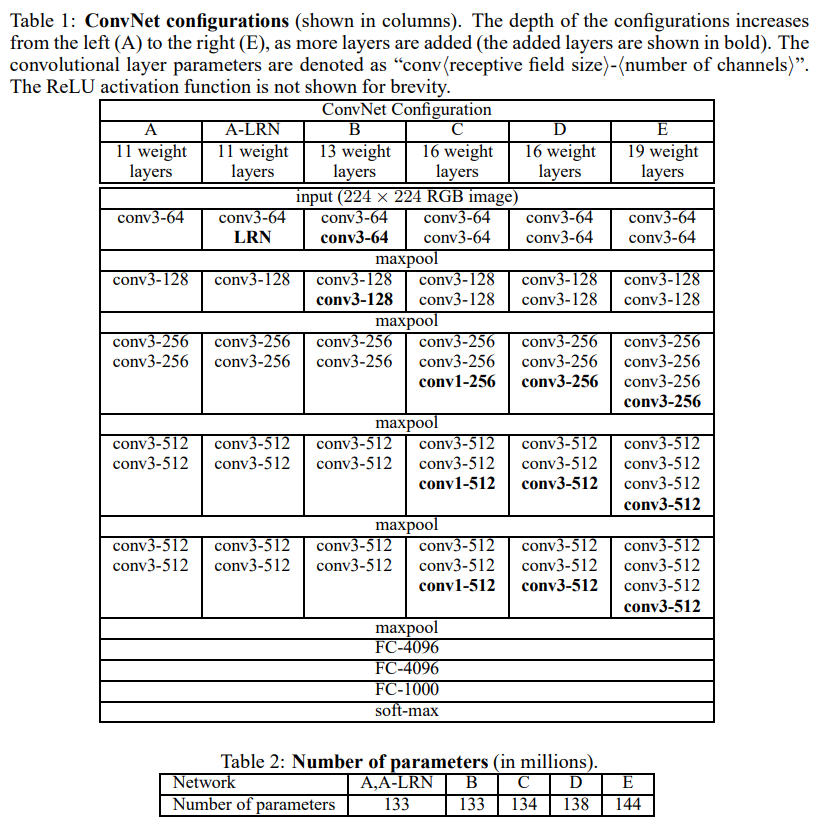 Table 1: ConvNet configurations (shown in columns). The depth of the configurations increases
from the left (A) to the right (E), as more layers are added (the added layers are shown in bold). The
convolutional layer parameters are denoted as “conv⟨receptive field size⟩-⟨number of channels⟩”.
The ReLU activation function is not shown for brevity.
ConvNet Configuration
A A-LRN B C D E
11 weight 11 weight 13 weight 16 weight 16 weight 19 weight
layers layers layers layers layers layers
input (224 × 224 RGB image)
conv3-64 conv3-64 conv3-64 conv3-64 conv3-64 conv3-64
LRN conv3-64 conv3-64 conv3-64 conv3-64
maxpool
conv3-128 conv3-128 conv3-128 conv3-128 conv3-128 conv3-128
conv3-128 conv3-128 conv3-128 conv3-128
maxpool
conv3-256 conv3-256 conv3-256 conv3-256 conv3-256 conv3-256
conv3-256 conv3-256 conv3-256 conv3-256 conv3-256 conv3-256
conv1-256 conv3-256 conv3-256
conv3-256
maxpool
conv3-512 conv3-512 conv3-512 conv3-512 conv3-512 conv3-512
conv3-512 conv3-512 conv3-512 conv3-512 conv3-512 conv3-512
conv1-512 conv3-512 conv3-512
conv3-512
maxpool
conv3-512 conv3-512 conv3-512 conv3-512 conv3-512 conv3-512
conv3-512 conv3-512 conv3-512 conv3-512 conv3-512 conv3-512
conv1-512 conv3-512 conv3-512
conv3-512
maxpool
FC-4096
FC-4096
FC-1000
soft-max
Table 2: Number of parameters (in millions).
Network A,A-LRN B C D E
Number of parameters 133 133 134 138 144